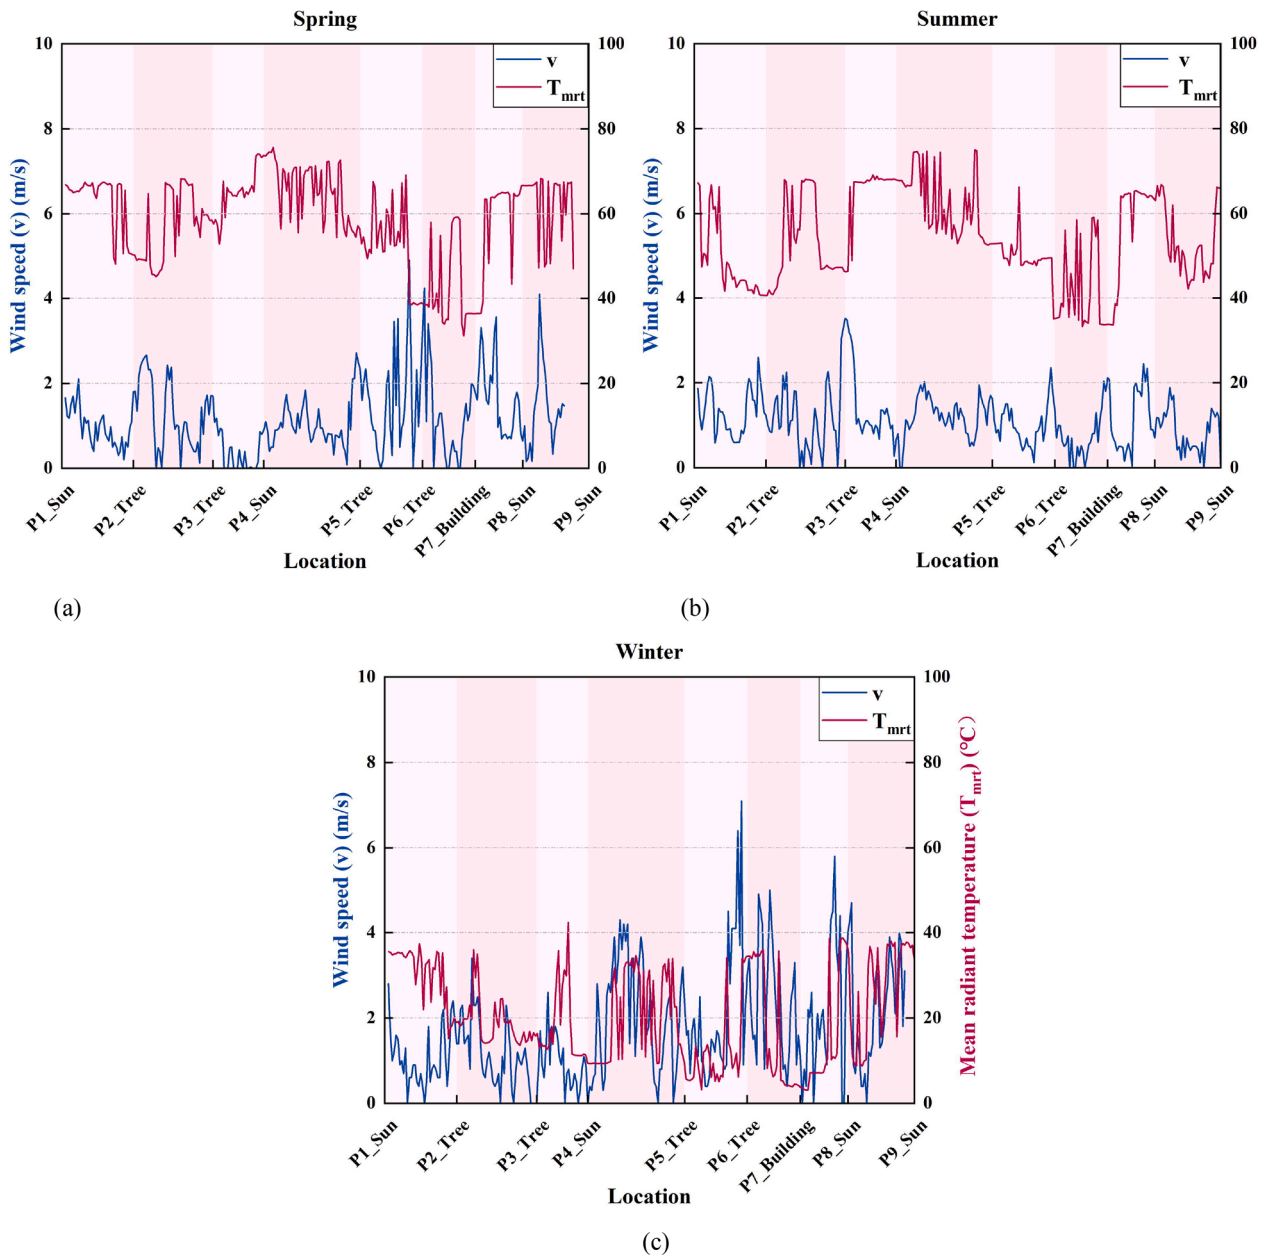 Spring
10
8
6
4
2
0
100
80
60
40
20
0
v
Tmrt
Wind speed (v) (m/s)
P1_Sun
P2_Tree
P3_Tree
P4_Sun
P5_Tree
P6_Tree
P7_Building
P8_Sun
P9_Sun
Location
(a)
Summer
10
8
6
4
2
0
100
80
60
40
20
0
v
Tmrt
Wind speed (v) (m/s)
P1_Sun
P2_Tree
P3_Tree
P4_Sun
P5_Tree
P6_Tree
P7_Building
P8_Sun
P9_Sun
Location
(b)
Winter
10
8
6
4
2
0
100
80
60
40
20
0
v
Tmrt
Wind speed (v) (m/s)
Mean radiant temperature (Tmrt) (°C)
P1_Sun
P2_Tree
P3_Tree
P4_Sun
P5_Tree
P6_Tree
P7_Building
P8_Sun
P9_Sun
Location
(c)